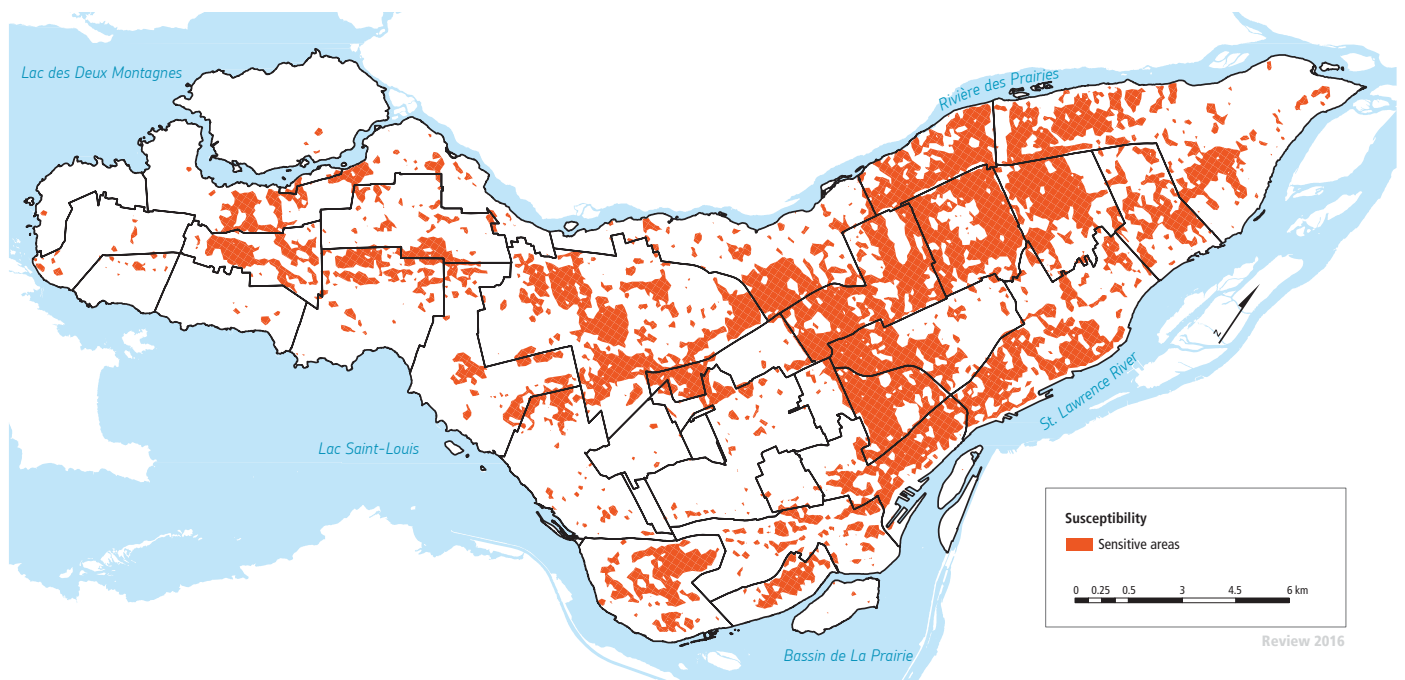 Lac des Deux Montagnes
Rivière des Prairies
N
St. Lawrence River
Lac Saint-Louis
Bassin de La Prairie
Susceptibility
Sensitive areas
0 0.25 0.5 3 4.5 6 km
Review 2016